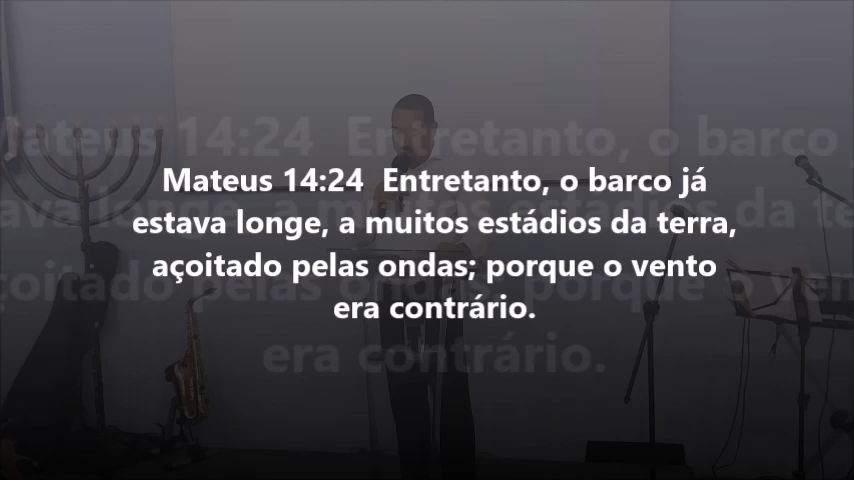 Mateus 14:24  Entretanto, o barco já
estava longe, a muitos estádios da terra,
açoitado pelas ondas; porque o vento
era contrário.